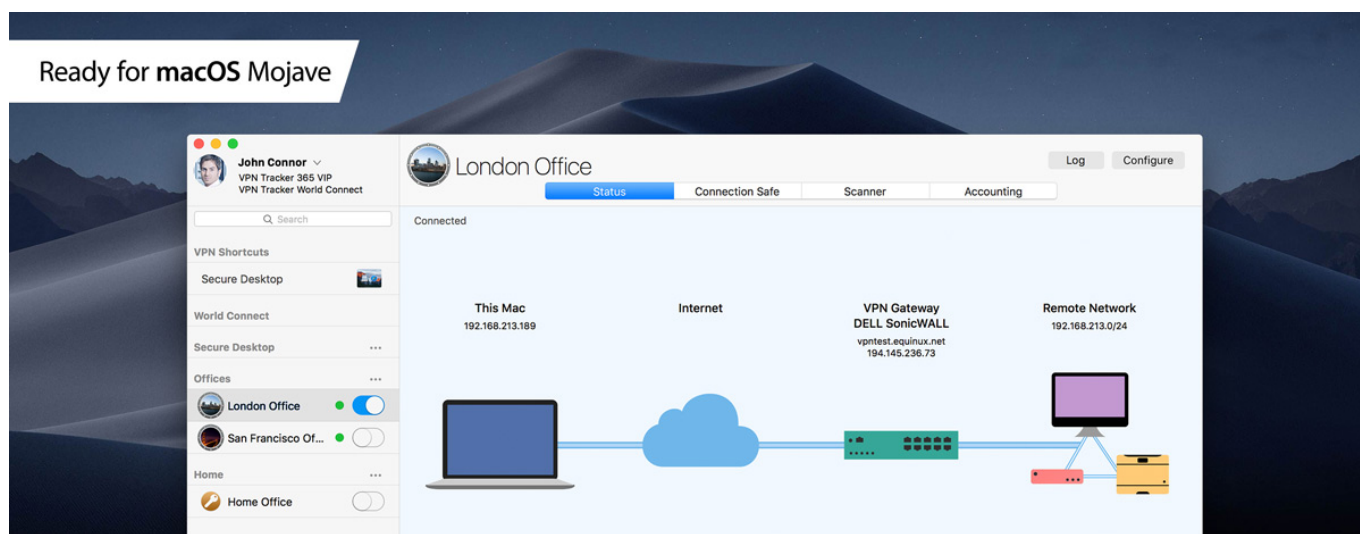 Ready for macOS Mojave
John Connor
VPN Tracker 365 VIP
VPN Tracker World Connect
London Office
Log
Configure
Status
Connection Safe
Scanner
Accounting
Search
Connected
VPN Shortcuts
Secure Desktop
World Connect
Secure Desktop
Offices
London Office
San Francisco Of...
Home
Home Office
This Mac
192.168.213.189
Internet
VPN Gateway
DELL SonicWALL
vpntest.equinux.net
194.145.236.73
Remote Network
192.168.213.0/24